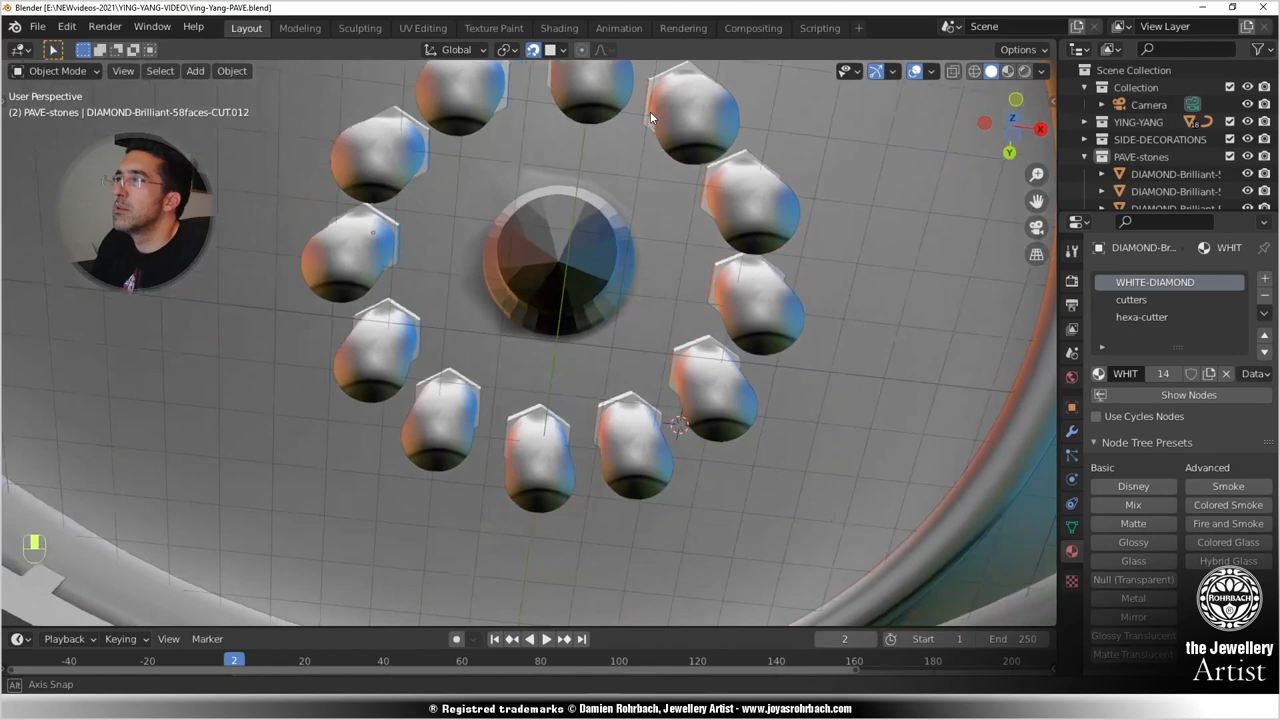 Blender [E:\NEWvideos-2021\YING-YANG-VIDEO\Ying-Yang-PAVE.blend]
File Edit Render Window Help Layout Modeling Sculpting UV Editing Texture Paint Shading Animation Rendering Compositing Scripting + Scene View Layer
Global Options
Object Mode View Select Add Object
User Perspective
(2) PAVE-stones | DIAMOND-Brilliant-58faces-CUT.012
Z
X
Y
Scene Collection
Collection
Camera
YING-YANG 18
SIDE-DECORATIONS
PAVE-stones
DIAMOND-Brilliant-5
DIAMOND-Brilliant-5
DIAMOND-Br... WHIT
WHITE-DIAMOND
cutters
hexa-cutter
WHIT 14 Data
Show Nodes
Use Cycles Nodes
Node Tree Presets
Basic Advanced
Disney Smoke
Mix Colored Smoke
Matte Fire and Smoke
Glossy Colored Glass
Glass Hybrid Glass
Null (Transparent)
Metal
Mirror
Glossy Translucent
Matte Translucent
ROHRBACH
the Jewellery
Artist
Playback Keying View Marker 2 Start 1 End 250
-40 -20 2 20 40 60 80 100 120 140 160 180 200
Alt Axis Snap
® Registered trademarks © Damien Rohrbach, Jewellery Artist - www.joyasrohrbach.com